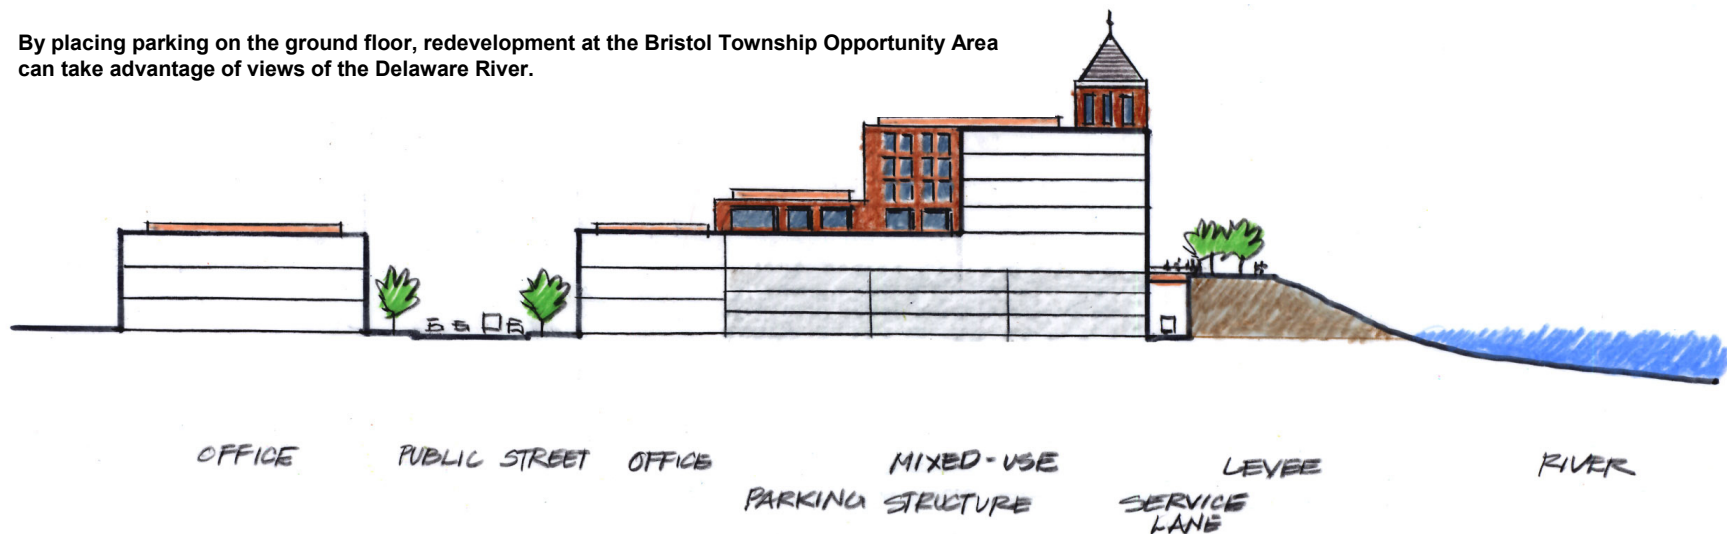 By placing parking on the ground floor, redevelopment at the Bristol Township Opportunity Area
can take advantage of views of the Delaware River.
OFFICE PUBLIC STREET OFFICE MIXED-USE LEVEE RIVER
PARKING STRUCTURE SERVICE
LANE